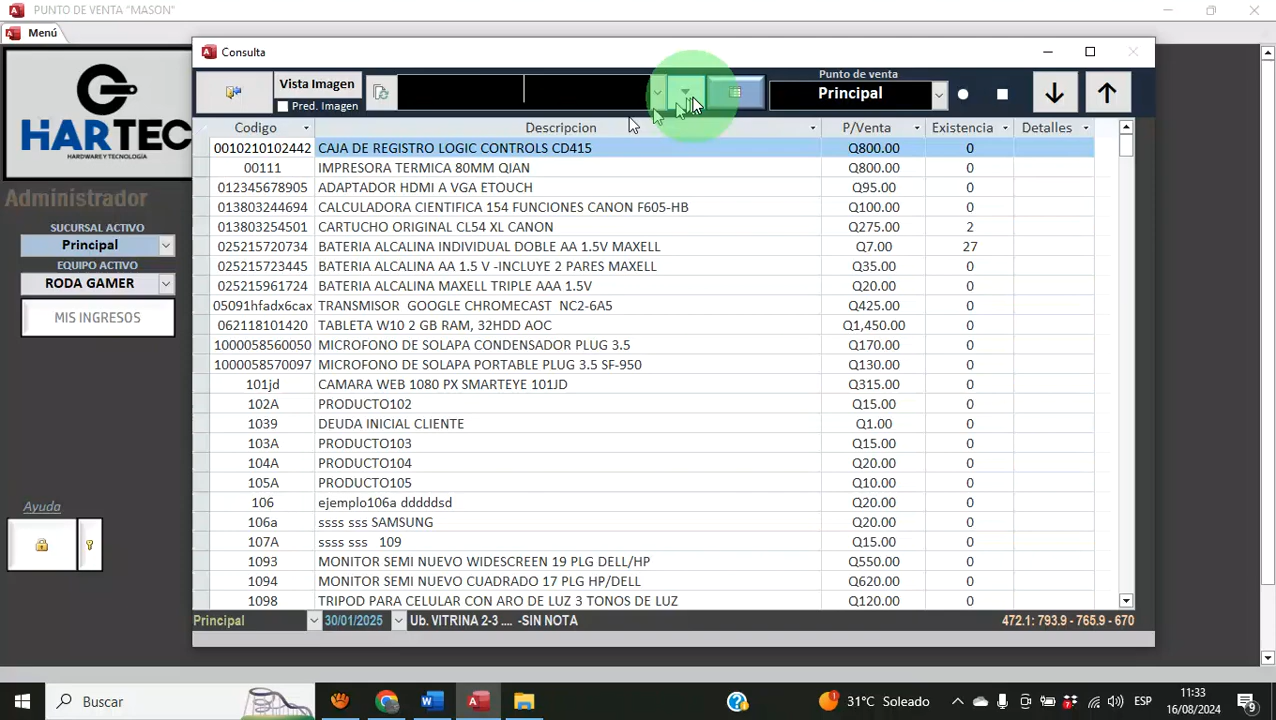 PUNTO DE VENTA "MASON"
Menú
HARTEC
HARDWARE Y TECNOLOGÍA
Administrador
SUCURSAL ACTIVO
Principal
EQUIPO ACTIVO
RODA GAMER
MIS INGRESOS
Ayuda
Consulta
Vista Imagen
Pred. Imagen
Punto de venta
Principal
Codigo Descripcion P/Venta Existencia Detalles
0010210102442 CAJA DE REGISTRO LOGIC CONTROLS CD415 Q800.00 0
00111 IMPRESORA TERMICA 80MM QIAN Q800.00 0
012345678905 ADAPTADOR HDMI A VGA ETOUCH Q95.00 0
013803244694 CALCULADORA CIENTIFICA 154 FUNCIONES CANON F605-HB Q100.00 0
013803254501 CARTUCHO ORIGINAL CL54 XL CANON Q275.00 2
025215720734 BATERIA ALCALINA INDIVIDUAL DOBLE AA 1.5V MAXELL Q7.00 27
025215723445 BATERIA ALCALINA AA 1.5 V -INCLUYE 2 PARES MAXELL Q35.00 0
025215961724 BATERIA ALCALINA MAXELL TRIPLE AAA 1.5V Q20.00 0
05091hfadx6cax TRANSMISOR GOOGLE CHROMECAST NC2-6A5 Q425.00 0
062118101420 TABLETA W10 2 GB RAM, 32HDD AOC Q1,450.00 0
1000058560050 MICROFONO DE SOLAPA CONDENSADOR PLUG 3.5 Q170.00 0
1000058570097 MICROFONO DE SOLAPA PORTABLE PLUG 3.5 SF-950 Q130.00 0
101jd CAMARA WEB 1080 PX SMARTEYE 101JD Q315.00 0
102A PRODUCTO102 Q15.00 0
1039 DEUDA INICIAL CLIENTE Q1.00 0
103A PRODUCTO103 Q15.00 0
104A PRODUCTO104 Q20.00 0
105A PRODUCTO105 Q10.00 0
106 ejemplo106a dddddsd Q20.00 0
106a ssss sss SAMSUNG Q20.00 0
107A ssss sss 109 Q15.00 0
1093 MONITOR SEMI NUEVO WIDESCREEN 19 PLG DELL/HP Q550.00 0
1094 MONITOR SEMI NUEVO CUADRADO 17 PLG HP/DELL Q620.00 0
1098 TRIPOD PARA CELULAR CON ARO DE LUZ 3 TONOS DE LUZ Q120.00 0
Principal 30/01/2025 Ub. VITRINA 2-3 .... -SIN NOTA 472.1: 793.9 - 765.9 - 670
Buscar
31°C Soleado
ESP
11:33
16/08/2024
9